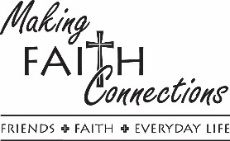 Making
FAITH
Connections
FRIENDS ✚ FAITH ✚ EVERYDAY LIFE